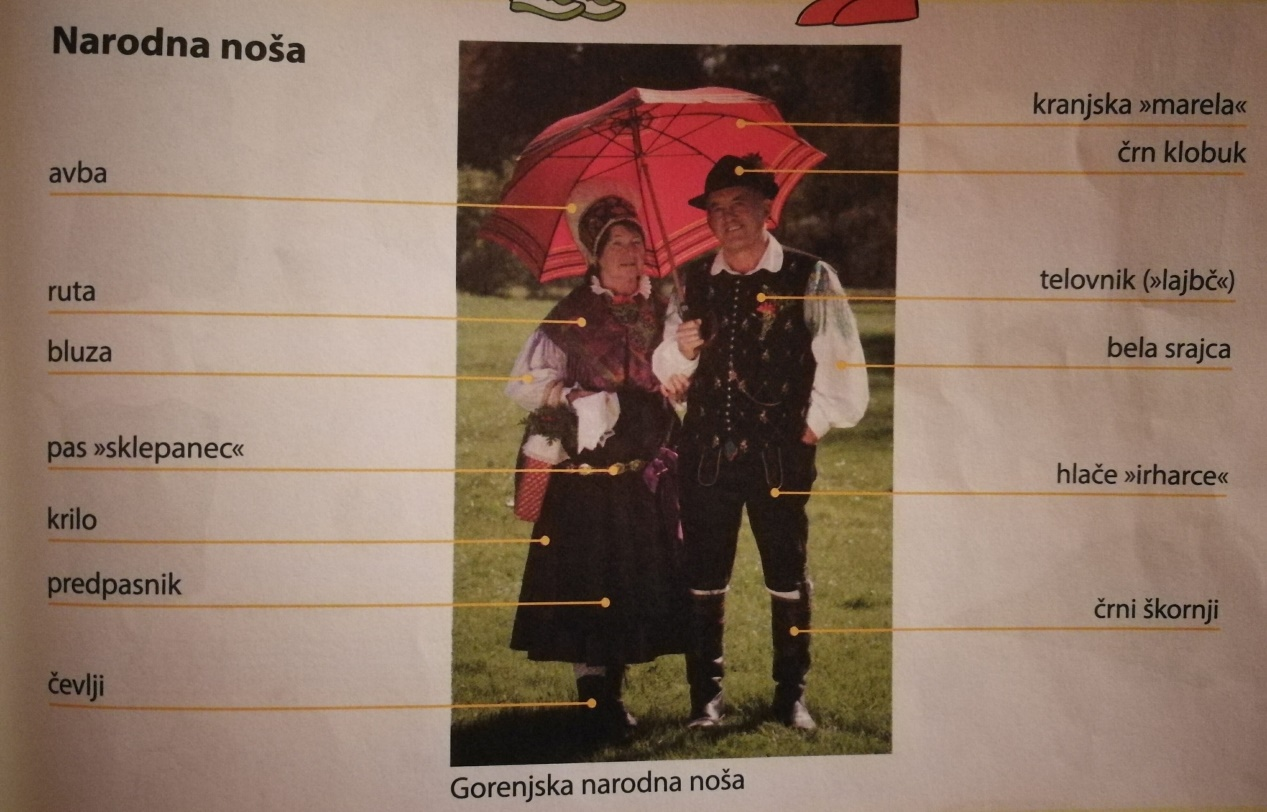 Narodna noša
avba
ruta
bluza
pas »sklepanec«
krilo
predpasnik
čevlji
kranjska »marela«
črn klobuk
telovnik (»lajbč«)
bela srajca
hlače »irharce«
črni škornji
Gorenjska narodna noša